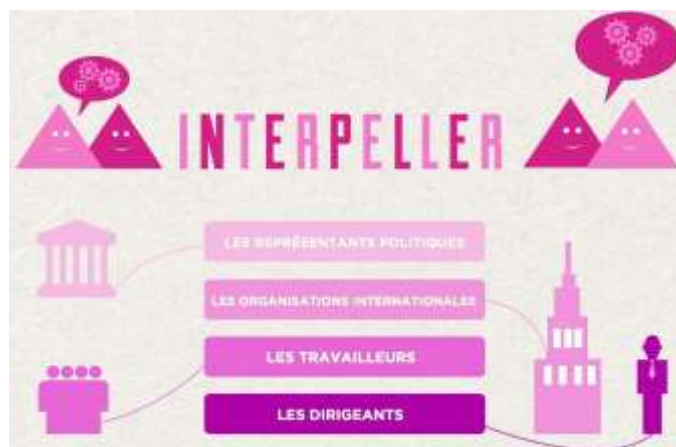 INTERPELLER
LES REPRÉSENTANTS POLITIQUES
LES ORGANISATIONS INTERNATIONALES
LES TRAVAILLEURS
LES DIRIGEANTS